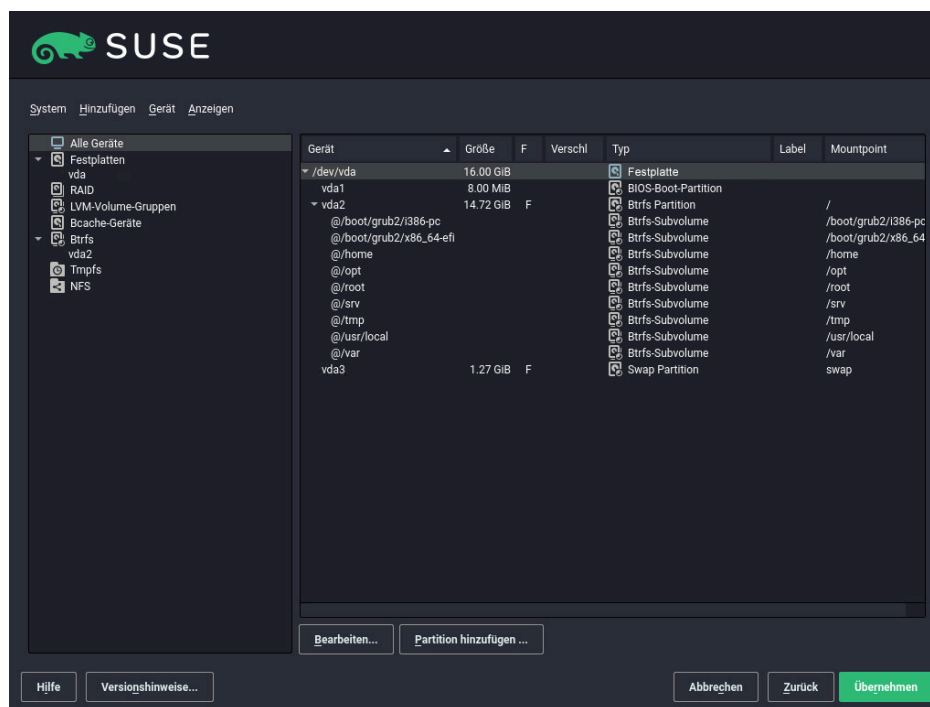 SUSE
System Hinzufügen Gerät Anzeigen
Alle Geräte
Festplatten
vda
RAID
LVM-Volume-Gruppen
Bcache-Geräte
Btrfs
vda2
Tmpfs
NFS
Gerät Größe F Verschl Typ Label Mountpoint
/dev/vda 16.00 GiB Festplatte
vda1 8.00 MiB BIOS-Boot-Partition
vda2 14.72 GiB F Btrfs Partition /
@/boot/grub2/i386-pc Btrfs-Subvolume /boot/grub2/i386-pc
@/boot/grub2/x86_64-efi Btrfs-Subvolume /boot/grub2/x86_64
@/home Btrfs-Subvolume /home
@/opt Btrfs-Subvolume /opt
@/root Btrfs-Subvolume /root
@/srv Btrfs-Subvolume /srv
@/tmp Btrfs-Subvolume /tmp
@/usr/local Btrfs-Subvolume /usr/local
@/var Btrfs-Subvolume /var
vda3 1.27 GiB F Swap Partition swap
Bearbeiten... Partition hinzufügen ...
Hilfe Versionshinweise... Abbrechen Zurück Übernehmen